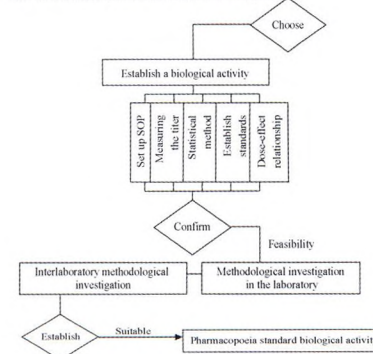 Choose
Establish a biological activity
Set up SOP
Measuring
the titer
Statistical
method
Establish
standards
Dose-effect
relationship
Confirm
Feasibility
Interlaboratory methodological
investigation
Methodological investigation
in the laboratory
Establish
Suitable
Pharmacopoeia standard biological activit